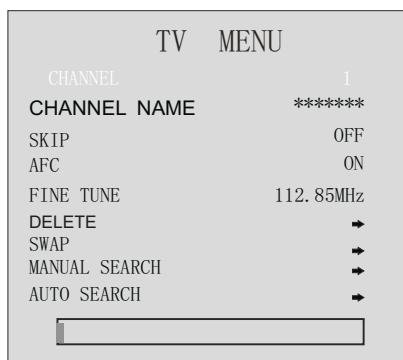 TV MENU
CHANNEL 1
CHANNEL NAME *******
SKIP OFF
AFC ON
FINE TUNE 112.85MHz
DELETE ➡
SWAP ➡
MANUAL SEARCH ➡
AUTO SEARCH ➡